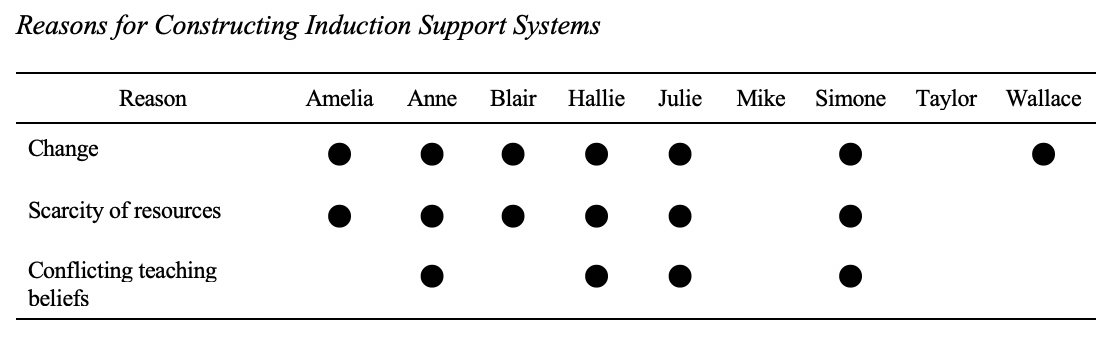 Reasons for Constructing Induction Support Systems
Reason Amelia Anne Blair Hallie Julie Mike Simone Taylor Wallace
Change ● ● ● ● ● ● ●
Scarcity of resources ● ● ● ● ● ●
Conflicting teaching
beliefs ● ● ● ●